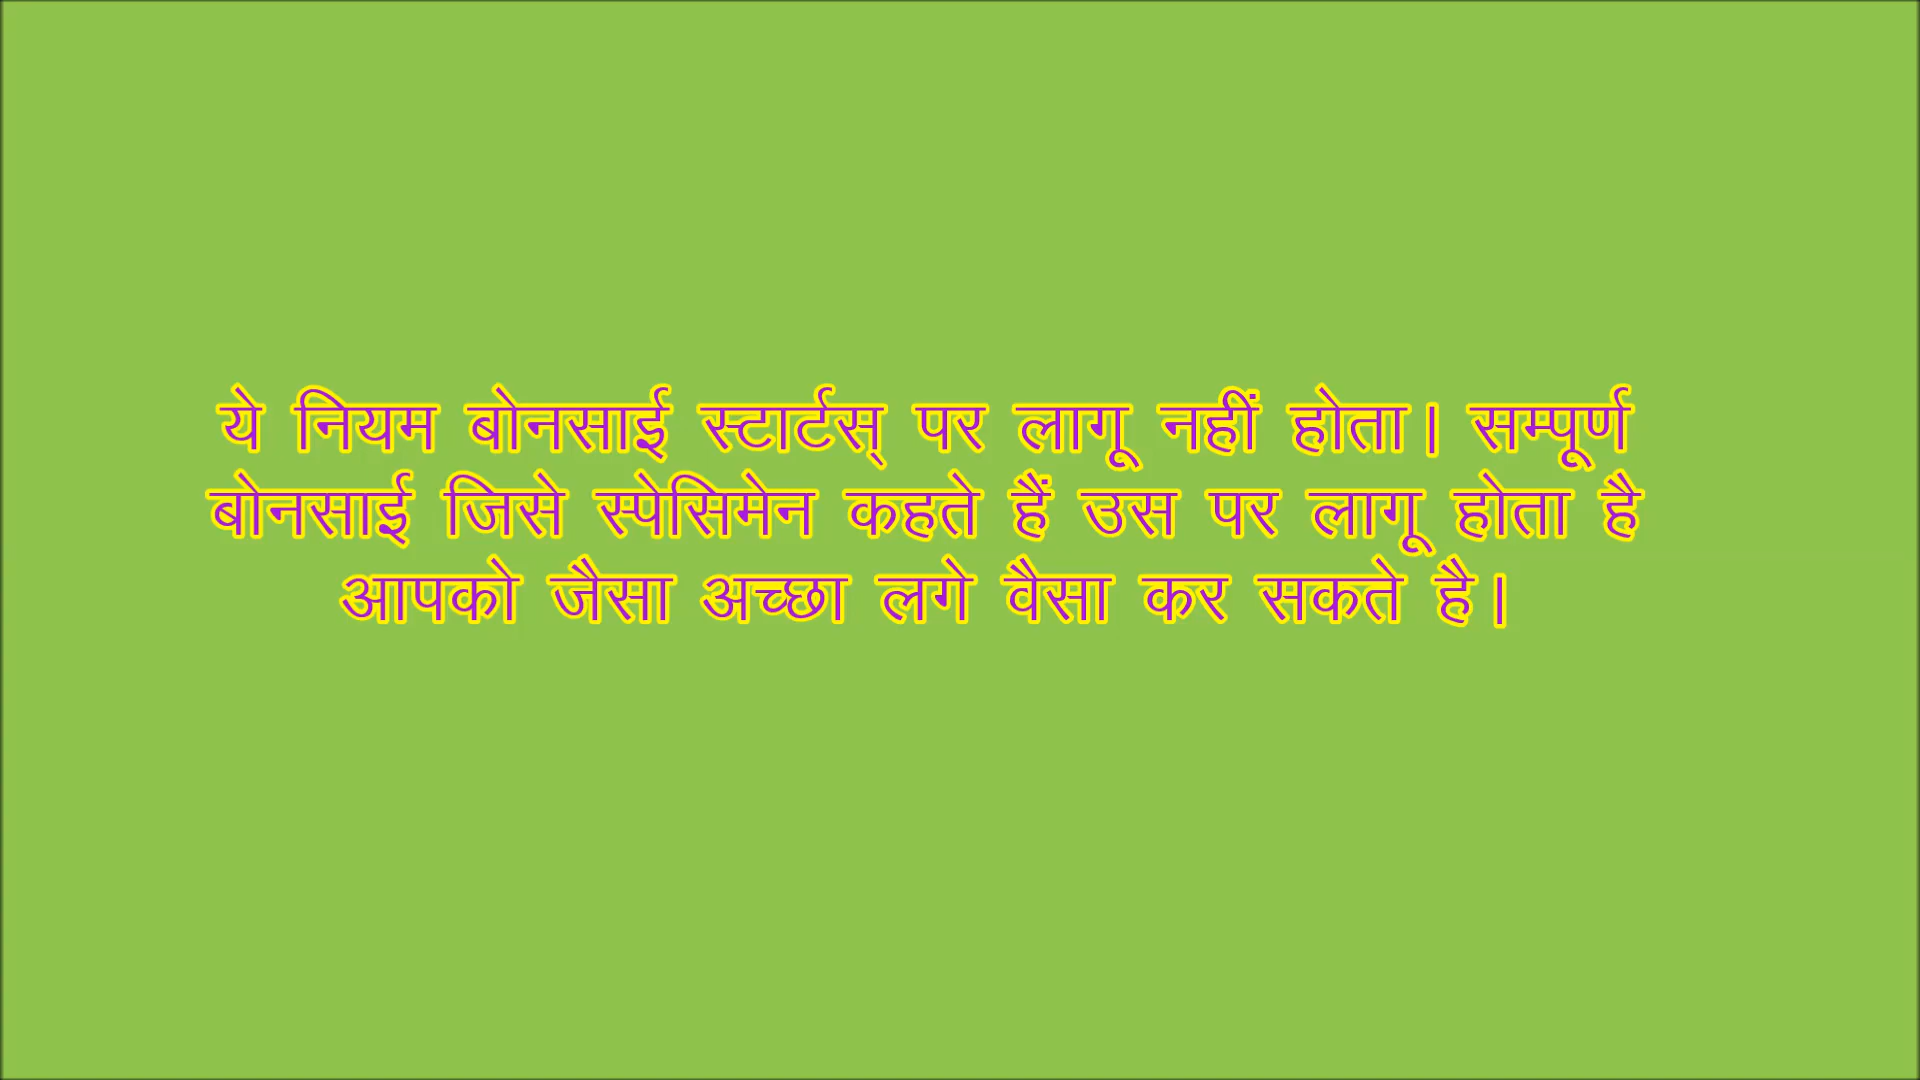 ये नियम बोनसाई स्टार्टस् पर लागू नहीं होता। सम्पूर्ण
बोनसाई जिसे स्पेसिमेन कहते हैं उस पर लागू होता है
आपको जैसा अच्छा लगे वैसा कर सकते है।